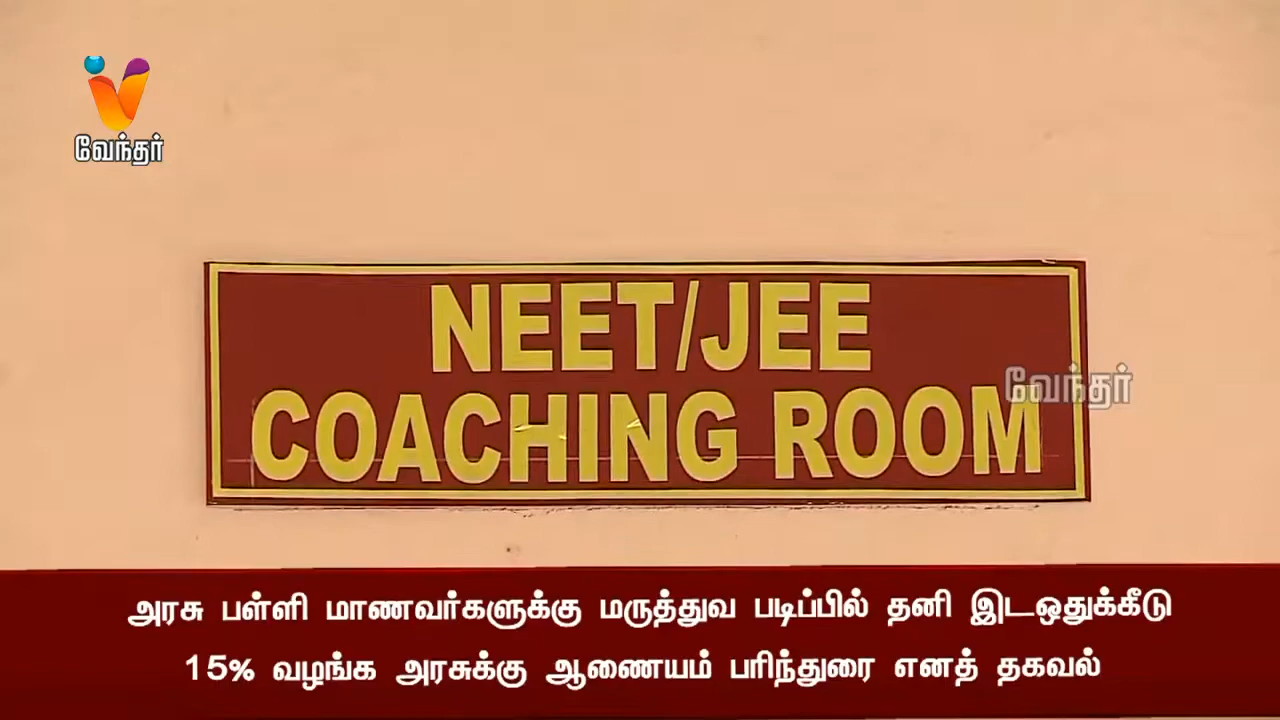 வேந்தர்
NEET/JEE
வேந்தர்
COACHING ROOM
அரசு பள்ளி மாணவர்களுக்கு மருத்துவ படிப்பில் தனி இடஒதுக்கீடு
15% வழங்க அரசுக்கு ஆணையம் பரிந்துரை எனத் தகவல்